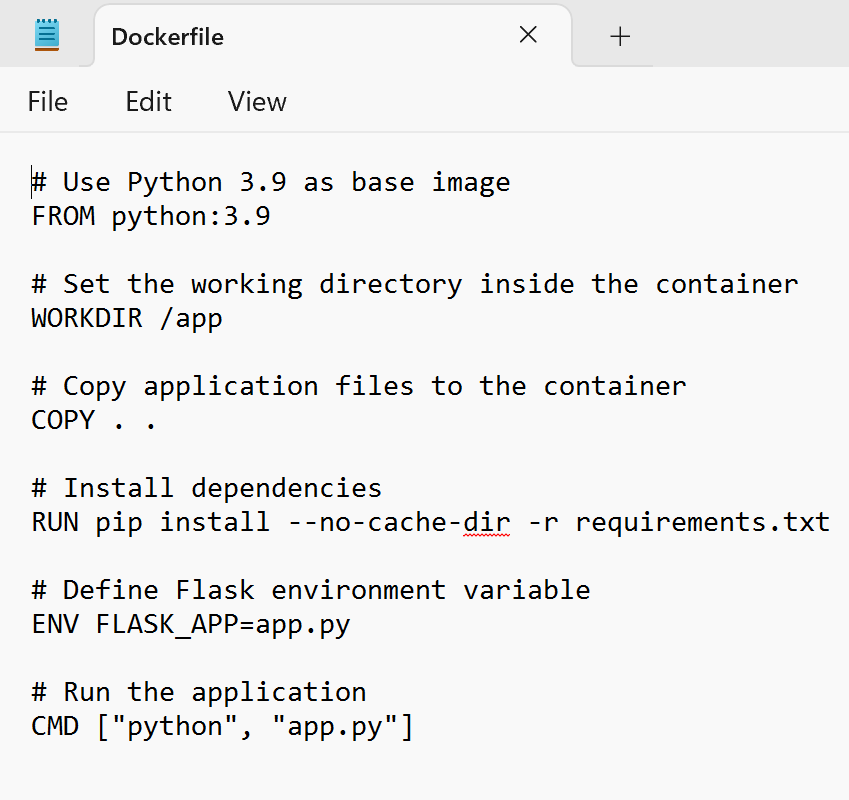 Dockerfile
File Edit View
# Use Python 3.9 as base image
FROM python:3.9
# Set the working directory inside the container
WORKDIR /app
# Copy application files to the container
COPY . .
# Install dependencies
RUN pip install --no-cache-dir -r requirements.txt
# Define Flask environment variable
ENV FLASK_APP=app.py
# Run the application
CMD ["python", "app.py"]